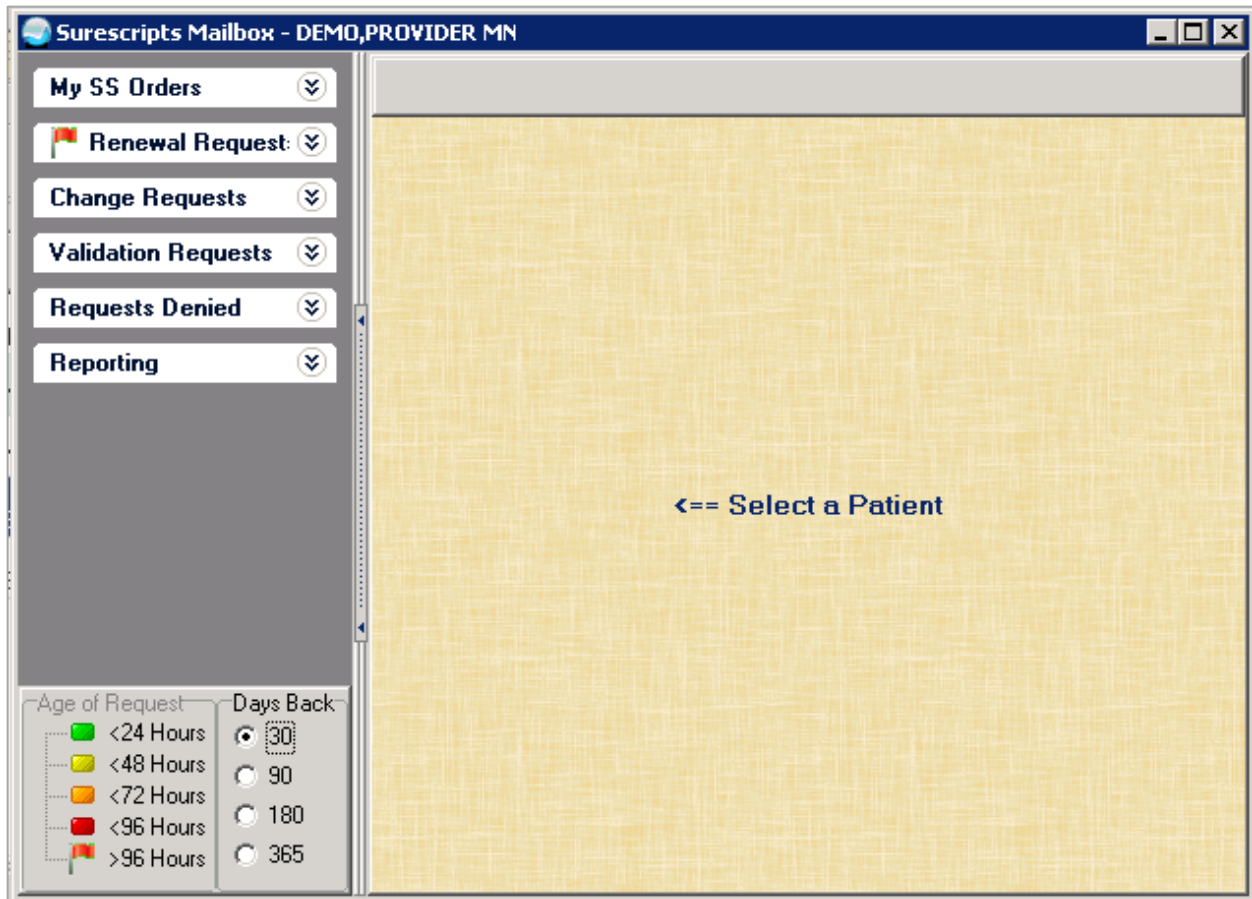 Surescripts Mailbox - DEMO,PROVIDER MN
My SS Orders
Renewal Request
Change Requests
Validation Requests
Requests Denied
Reporting
<== Select a Patient
Age of Request
<24 Hours
<48 Hours
<72 Hours
<96 Hours
>96 Hours
Days Back
30
90
180
365